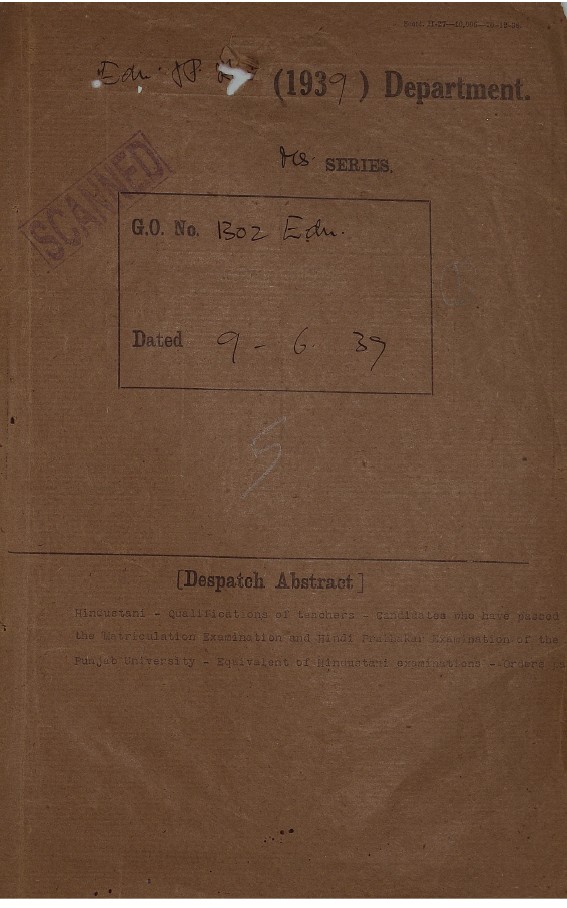 Edn. (1939) Department.
SERIES.
SCANNED
G.O. No. 1302 Edn.
Dated 9 - 6. 39
5
[Despatch Abstract]
Hindustani - Qualifications of teachers - Candidates who have passed
the Matriculation Examination and Hindi Prabhakar Examination of the
Punjab University - Equivalent of Hindustani examinations - Orders